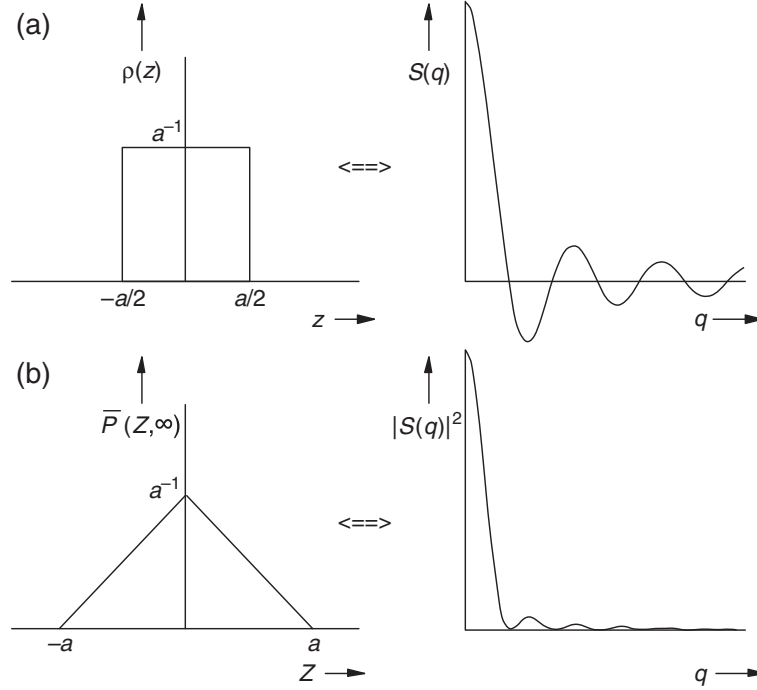 (a)
ρ(z)
S(q)
a⁻¹
<==>
–a/2
a/2
z
q
(b)
P̅ (Z,∞)
|S(q)|²
a⁻¹
<==>
–a
a
Z
q